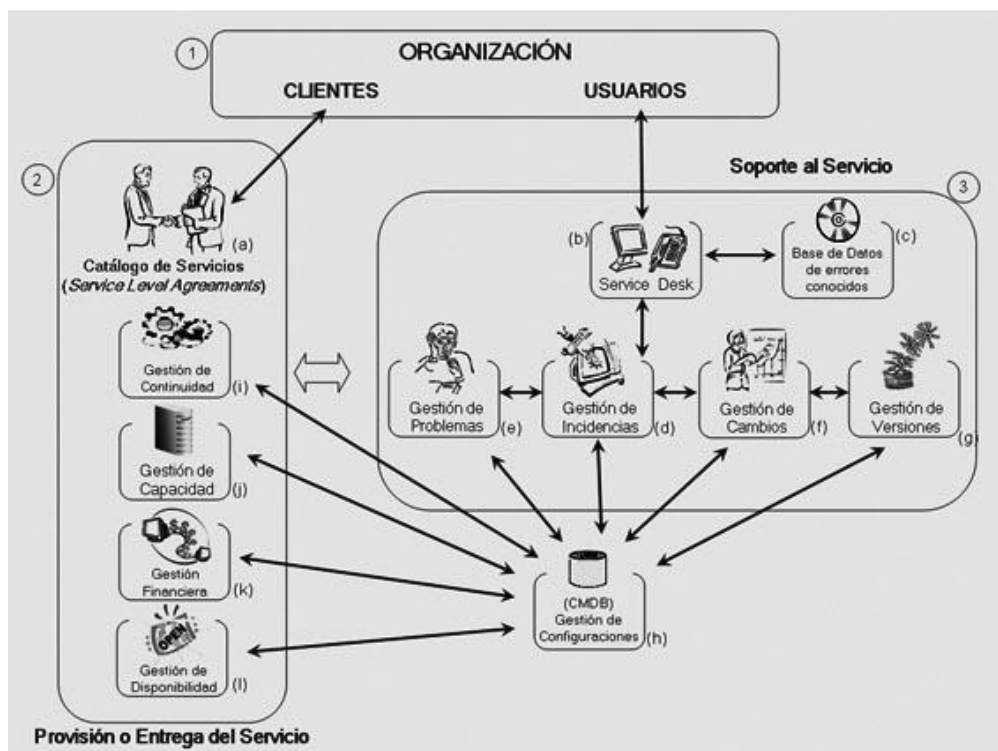 1
ORGANIZACIÓN
CLIENTES
USUARIOS
2
(a)
Catálogo de Servicios
(Service Level Agreements)
Gestión de
Continuidad
(i)
Gestión de
Capacidad
(j)
Gestión
Financiera
(k)
OPEN
Gestión de
Disponibilidad
(l)
Provisión o Entrega del Servicio
Soporte al Servicio
3
(b)
Service Desk
(c)
Base de Datos
de errores
conocidos
Gestión de
Problemas
(e)
Gestión de
Incidencias
(d)
Gestión de
Cambios
(f)
Gestión de
Versiones
(g)
(CMDB)
Gestión de
Configuraciones
(h)